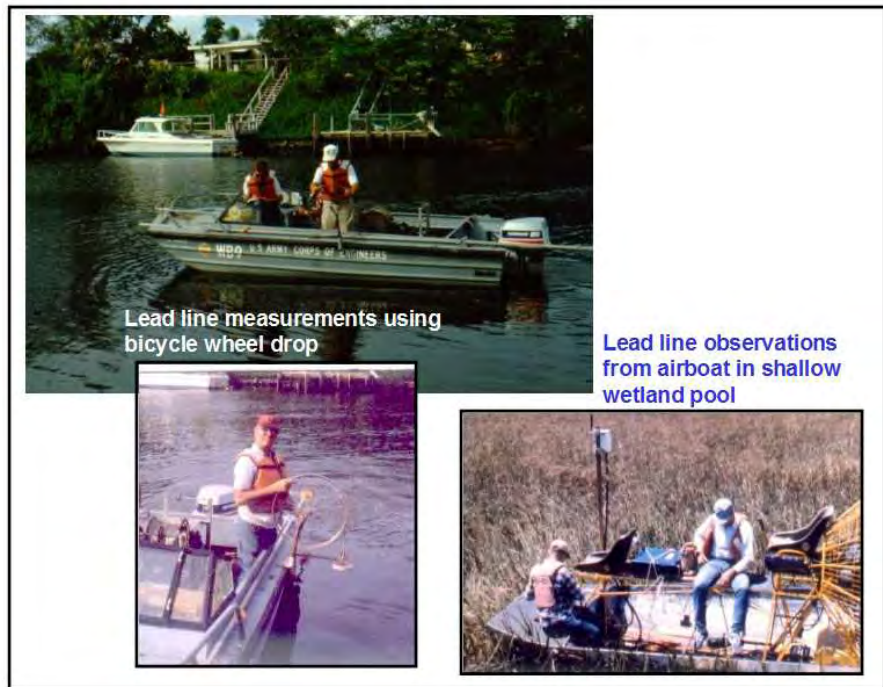 WB9 U S ARMY CORPS OF ENGINEERS
Lead line measurements using
bicycle wheel drop
Lead line observations
from airboat in shallow
wetland pool